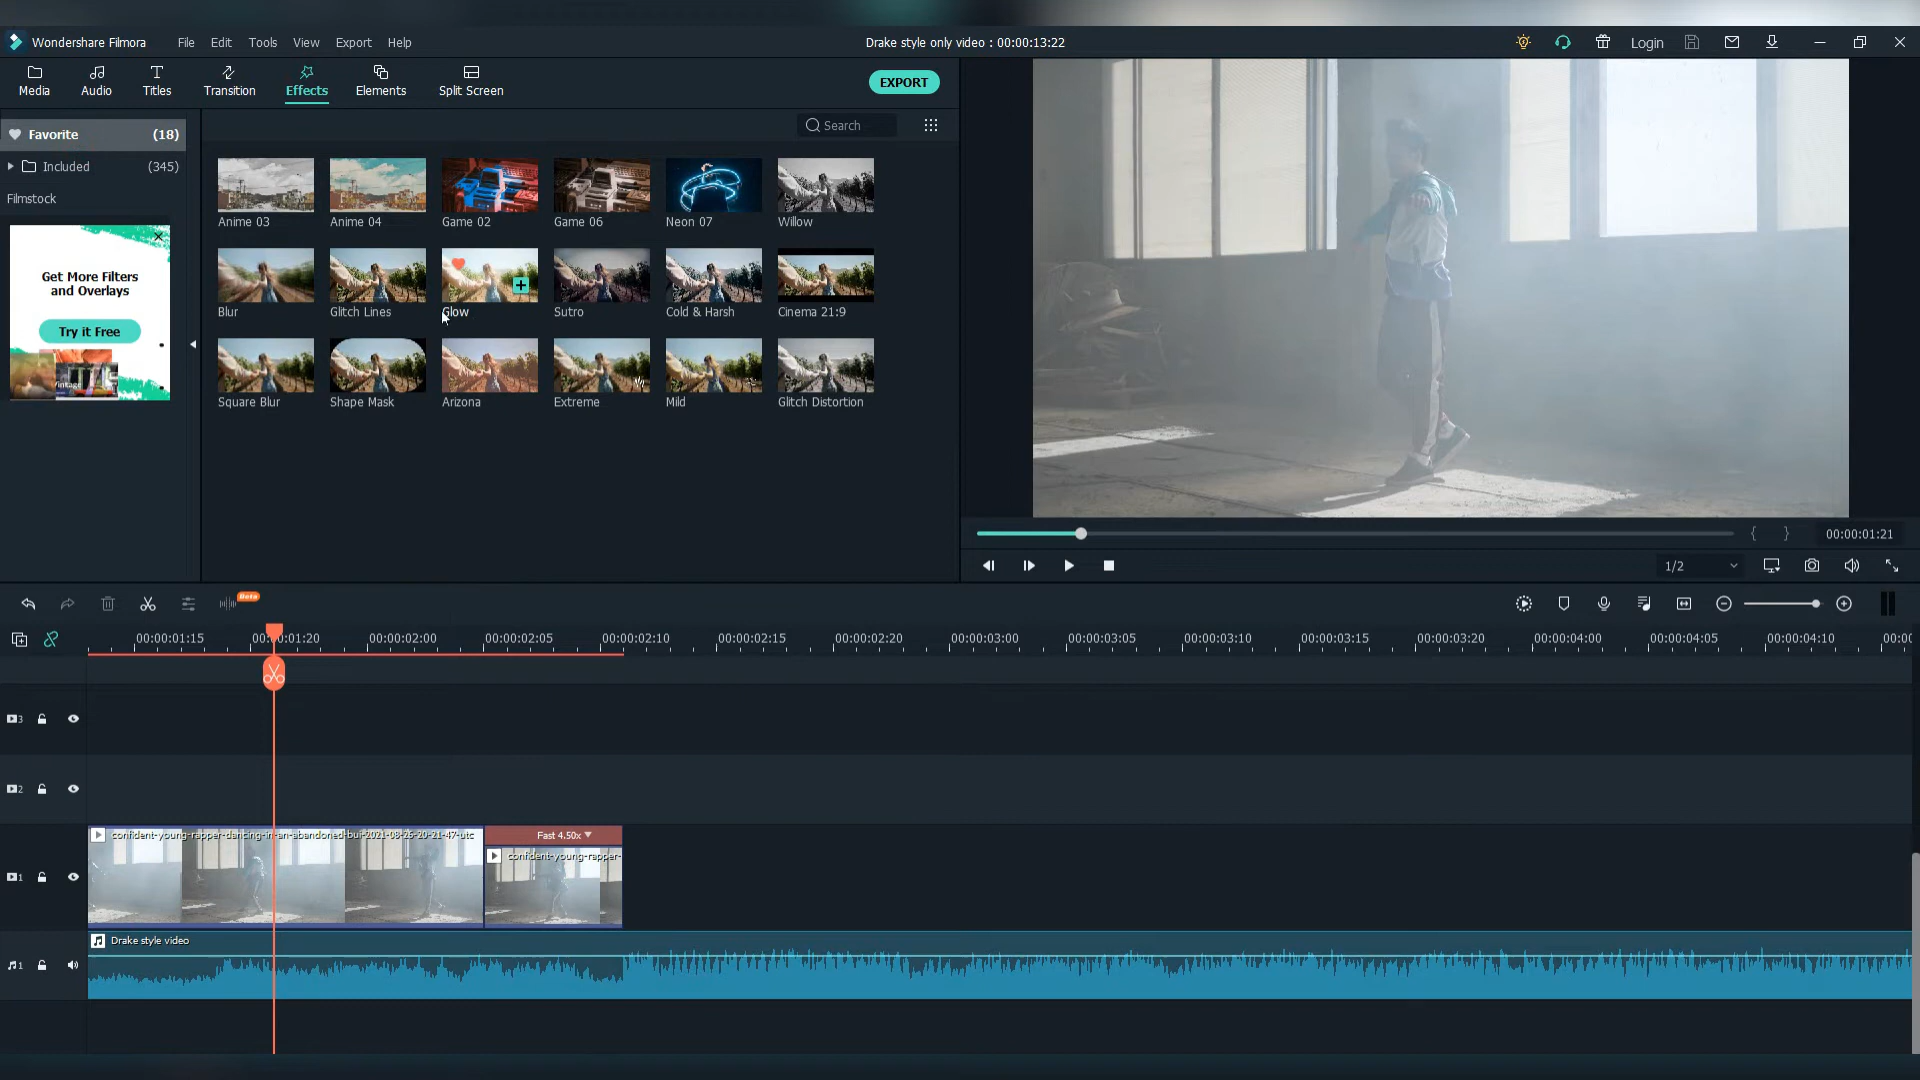 Wondershare Filmora File Edit Tools View Export Help Drake style only video : 00:00:13:22 Login
Media Audio Titles Transition Effects Elements Split Screen EXPORT
Favorite (18)
Included (345)
Filmstock
Get More Filters
and Overlays
Try it Free
Search
Anime 03 Anime 04 Game 02 Game 06 Neon 07 Willow
Blur Glitch Lines Glow Sutro Cold & Harsh Cinema 21:9
Square Blur Shape Mask Arizona Extreme Mild Glitch Distortion
{ } 00:00:01:21
1/2
Beta
00:00:01:15 00:00:01:20 00:00:02:00 00:00:02:05 00:00:02:10 00:00:02:15 00:00:02:20 00:00:03:00 00:00:03:05 00:00:03:10 00:00:03:15 00:00:03:20 00:00:04:00 00:00:04:05 00:00:04:10 00:00
3
2
confident-young-rapper-dancing-in-an-abandoned-bui-2021-08-26-20-21-47-utc Fast 4.50x
confident-young-rapper-
1
Drake style video
1